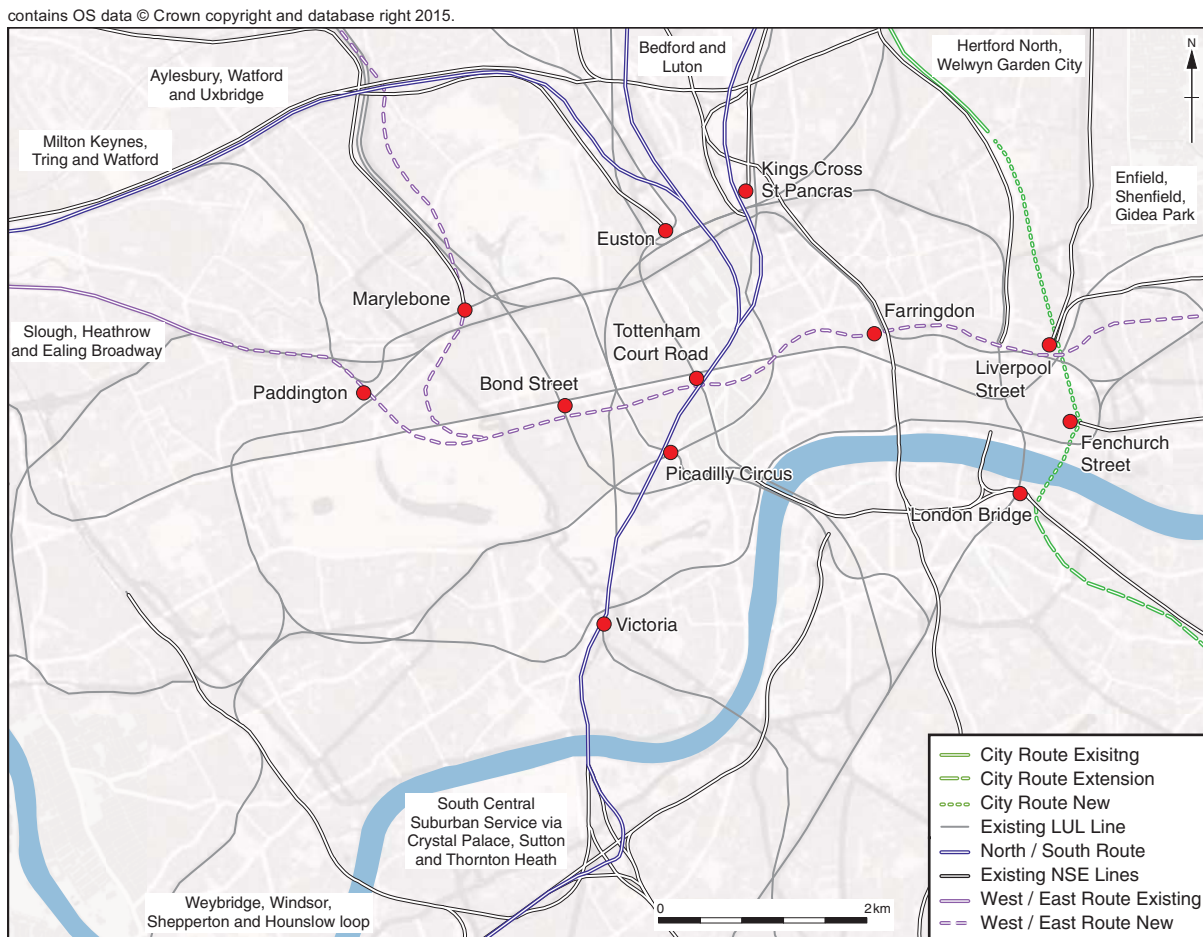 contains OS data © Crown copyright and database right 2015.
Bedford and
Luton
Hertford North,
Welwyn Garden City
N
Aylesbury, Watford
and Uxbridge
Milton Keynes,
Tring and Watford
Kings Cross
St Pancras
Enfield,
Shenfield,
Gidea Park
Euston
Marylebone
Farringdon
Slough, Heathrow
and Ealing Broadway
Tottenham
Court Road
Paddington
Bond Street
Liverpool
Street
Fenchurch
Street
Picadilly Circus
London Bridge
Victoria
South Central
Suburban Service via
Crystal Palace, Sutton
and Thornton Heath
Weybridge, Windsor,
Shepperton and Hounslow loop
0 2km
City Route Exisitng
City Route Extension
City Route New
Existing LUL Line
North / South Route
Existing NSE Lines
West / East Route Existing
West / East Route New